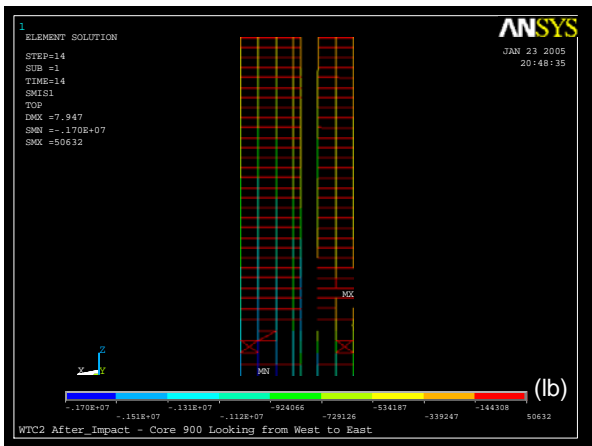 1
ANSYS
ELEMENT SOLUTION
JAN 23 2005
20:48:35
STEP=14
SUB =1
TIME=14
SMIS1
TOP
DMX =7.947
SMN =-.170E+07
SMX =50632
MX
Z
X Y
MN
(lb)
-.170E+07 -.131E+07 -924066 -534187 -144308
-.151E+07 -.112E+07 -729126 -339247 50632
WTC2 After_Impact - Core 900 Looking from West to East